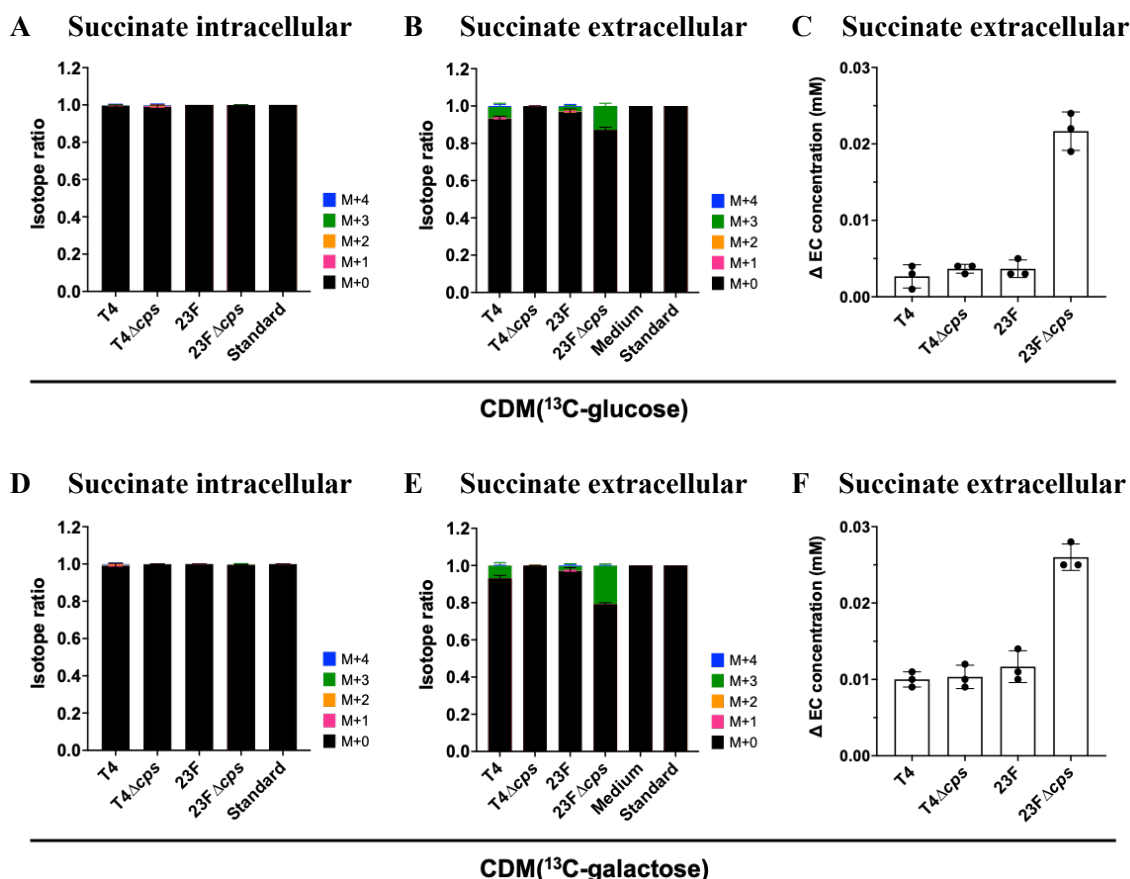 A Succinate intracellular
B Succinate extracellular
C Succinate extracellular
Isotope ratio
1.2
1.0
0.8
0.6
0.4
0.2
0.0
T4
T4Δcps
23F
23FΔcps
Standard
M+4
M+3
M+2
M+1
M+0
Isotope ratio
1.2
1.0
0.8
0.6
0.4
0.2
0.0
T4
T4Δcps
23F
23FΔcps
Medium
Standard
M+4
M+3
M+2
M+1
M+0
Δ EC concentration (mM)
0.03
0.02
0.01
0.00
T4
T4Δcps
23F
23FΔcps
CDM(¹³C-glucose)
D Succinate intracellular
E Succinate extracellular
F Succinate extracellular
Isotope ratio
1.2
1.0
0.8
0.6
0.4
0.2
0.0
T4
T4Δcps
23F
23FΔcps
Standard
M+4
M+3
M+2
M+1
M+0
Isotope ratio
1.2
1.0
0.8
0.6
0.4
0.2
0.0
T4
T4Δcps
23F
23FΔcps
Medium
Standard
M+4
M+3
M+2
M+1
M+0
Δ EC concentration (mM)
0.03
0.02
0.01
0.00
T4
T4Δcps
23F
23FΔcps
CDM(¹³C-galactose)